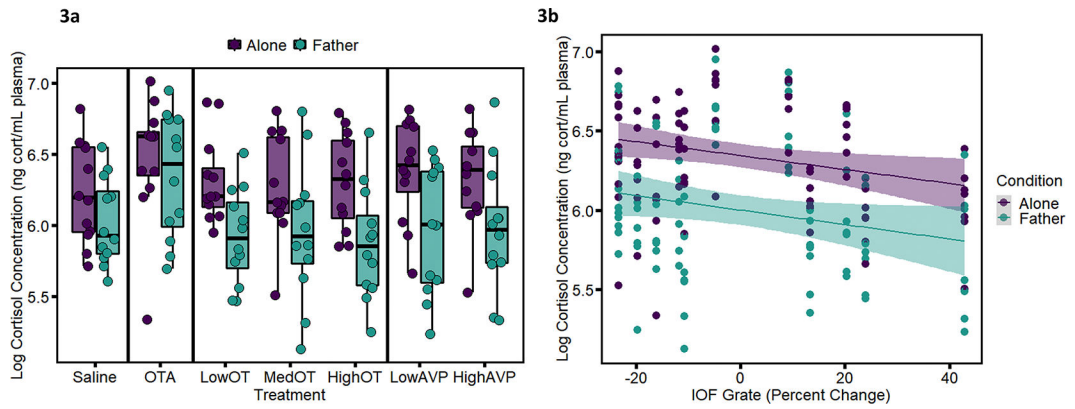 3a
Alone Father
Log Cortisol Concentration (ng cort/mL plasma)
7.0
6.5
6.0
5.5
Saline OTA LowOT MedOT HighOT LowAVP HighAVP
Treatment
3b
Log Cortisol Concentration (ng cort/mL plasma)
7.0
6.5
6.0
5.5
-20 0 20 40
IOF Grate (Percent Change)
Condition
Alone
Father